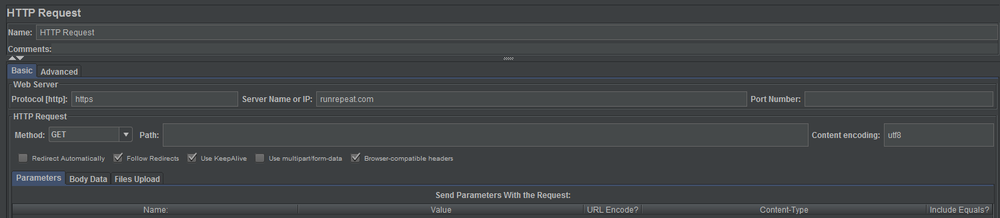 HTTP Request
Name: HTTP Request
Comments:
Basic Advanced
Web Server
Protocol [http]: https Server Name or IP: runrepeat.com Port Number:
HTTP Request
Method: GET Path: Content encoding: utf8
Redirect Automatically Follow Redirects Use KeepAlive Use multipart/form-data Browser-compatible headers
Parameters Body Data Files Upload
Send Parameters With the Request:
Name: Value URL Encode? Content-Type Include Equals?